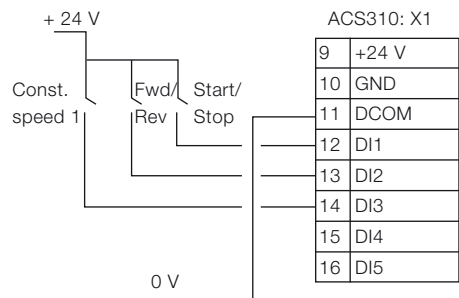 + 24 V
ACS310: X1
9 +24 V
10 GND
11 DCOM
12 DI1
13 DI2
14 DI3
15 DI4
16 DI5
Const.
speed 1
Fwd/
Rev
Start/
Stop
0 V